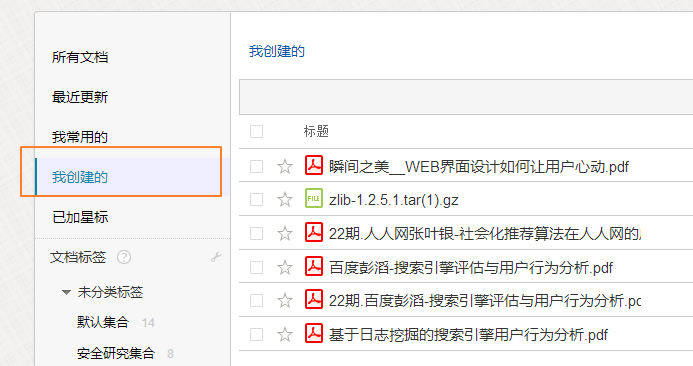 所有文档
最近更新
我常用的
我创建的
已加星标
文档标签
未分类标签
默认集合 14
安全研究集合 8
我创建的
标题
瞬间之美__WEB界面设计如何让用户心动.pdf
FILE zlib-1.2.5.1.tar(1).gz
22期.人人网张叶银-社会化推荐算法在人人网的
百度彭滔-搜索引擎评估与用户行为分析.pdf
22期.百度彭滔-搜索引擎评估与用户行为分析.pd
基于日志挖掘的搜索引擎用户行为分析.pdf